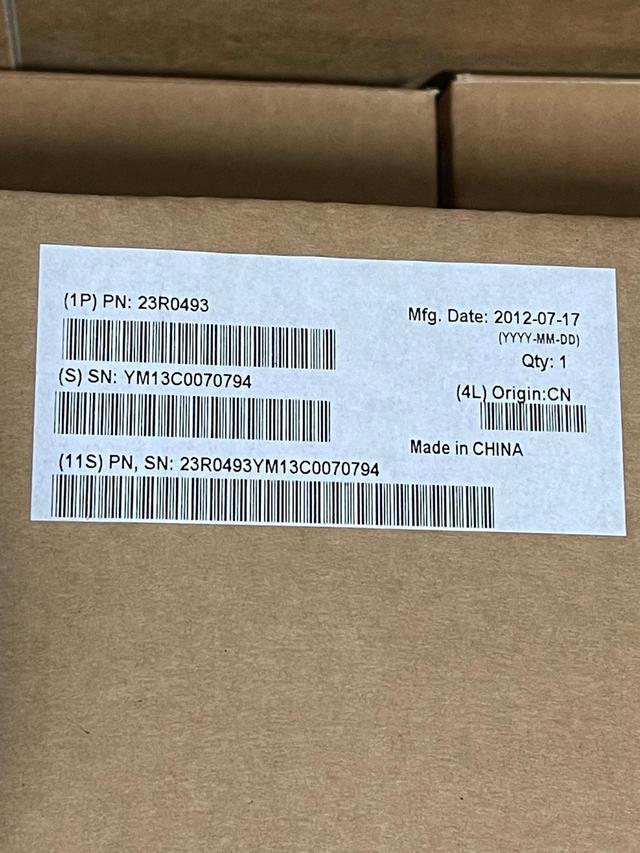 (1P) PN: 23R0493
Mfg. Date: 2012-07-17
(YYYY-MM-DD)
Qty: 1
(S) SN: YM13C0070794
(4L) Origin:CN
Made in CHINA
(11S) PN, SN: 23R0493YM13C0070794